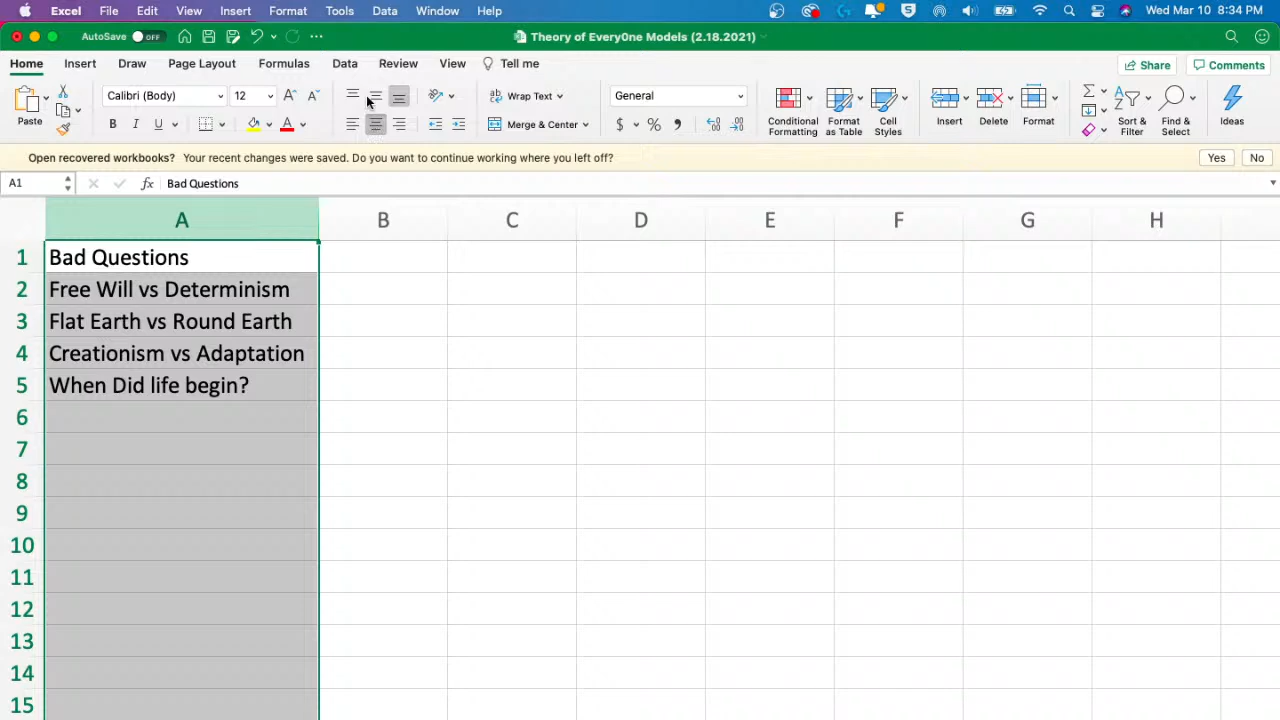 Excel File Edit View Insert Format Tools Data Window Help Wed Mar 10 8:34 PM
AutoSave OFF Theory of EveryOne Models (2.18.2021)
Home Insert Draw Page Layout Formulas Data Review View Tell me Share Comments
Paste Calibri (Body) 12 Wrap Text General Conditional Formatting Format as Table Cell Styles Insert Delete Format Sort & Filter Find & Select Ideas
B I U A Merge & Center $ %
Open recovered workbooks? Your recent changes were saved. Do you want to continue working where you left off? Yes No
A1 fx Bad Questions
A B C D E F G H
1 Bad Questions
2 Free Will vs Determinism
3 Flat Earth vs Round Earth
4 Creationism vs Adaptation
5 When Did life begin?
6
7
8
9
10
11
12
13
14
15